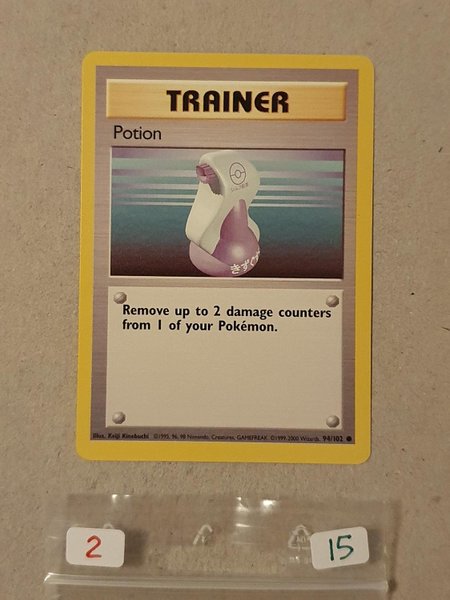 TRAINER
Potion
きずぐす
Remove up to 2 damage counters
from 1 of your Pokémon.
Illus. Keiji Kinebuchi ©1995, 96, 98 Nintendo, Creatures, GAMEFREAK. ©1999-2000 Wizards. 94/102
2
15